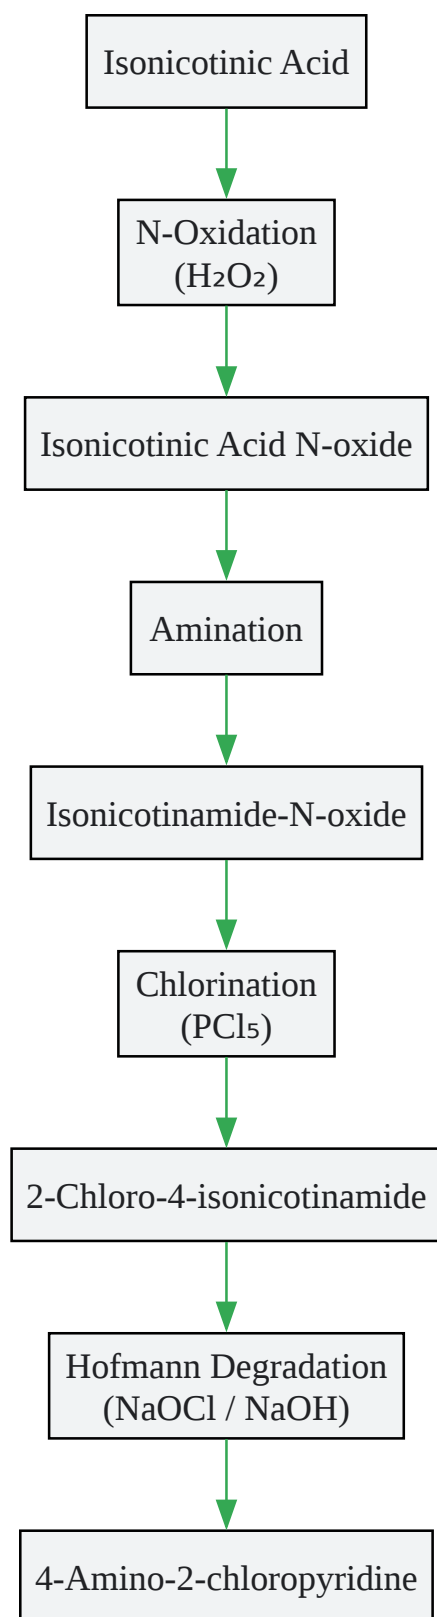 Isonicotinic Acid
N-Oxidation
(H₂O₂)
Isonicotinic Acid N-oxide
Amination
Isonicotinamide-N-oxide
Chlorination
(PCl₅)
2-Chloro-4-isonicotinamide
Hofmann Degradation
(NaOCl / NaOH)
4-Amino-2-chloropyridine